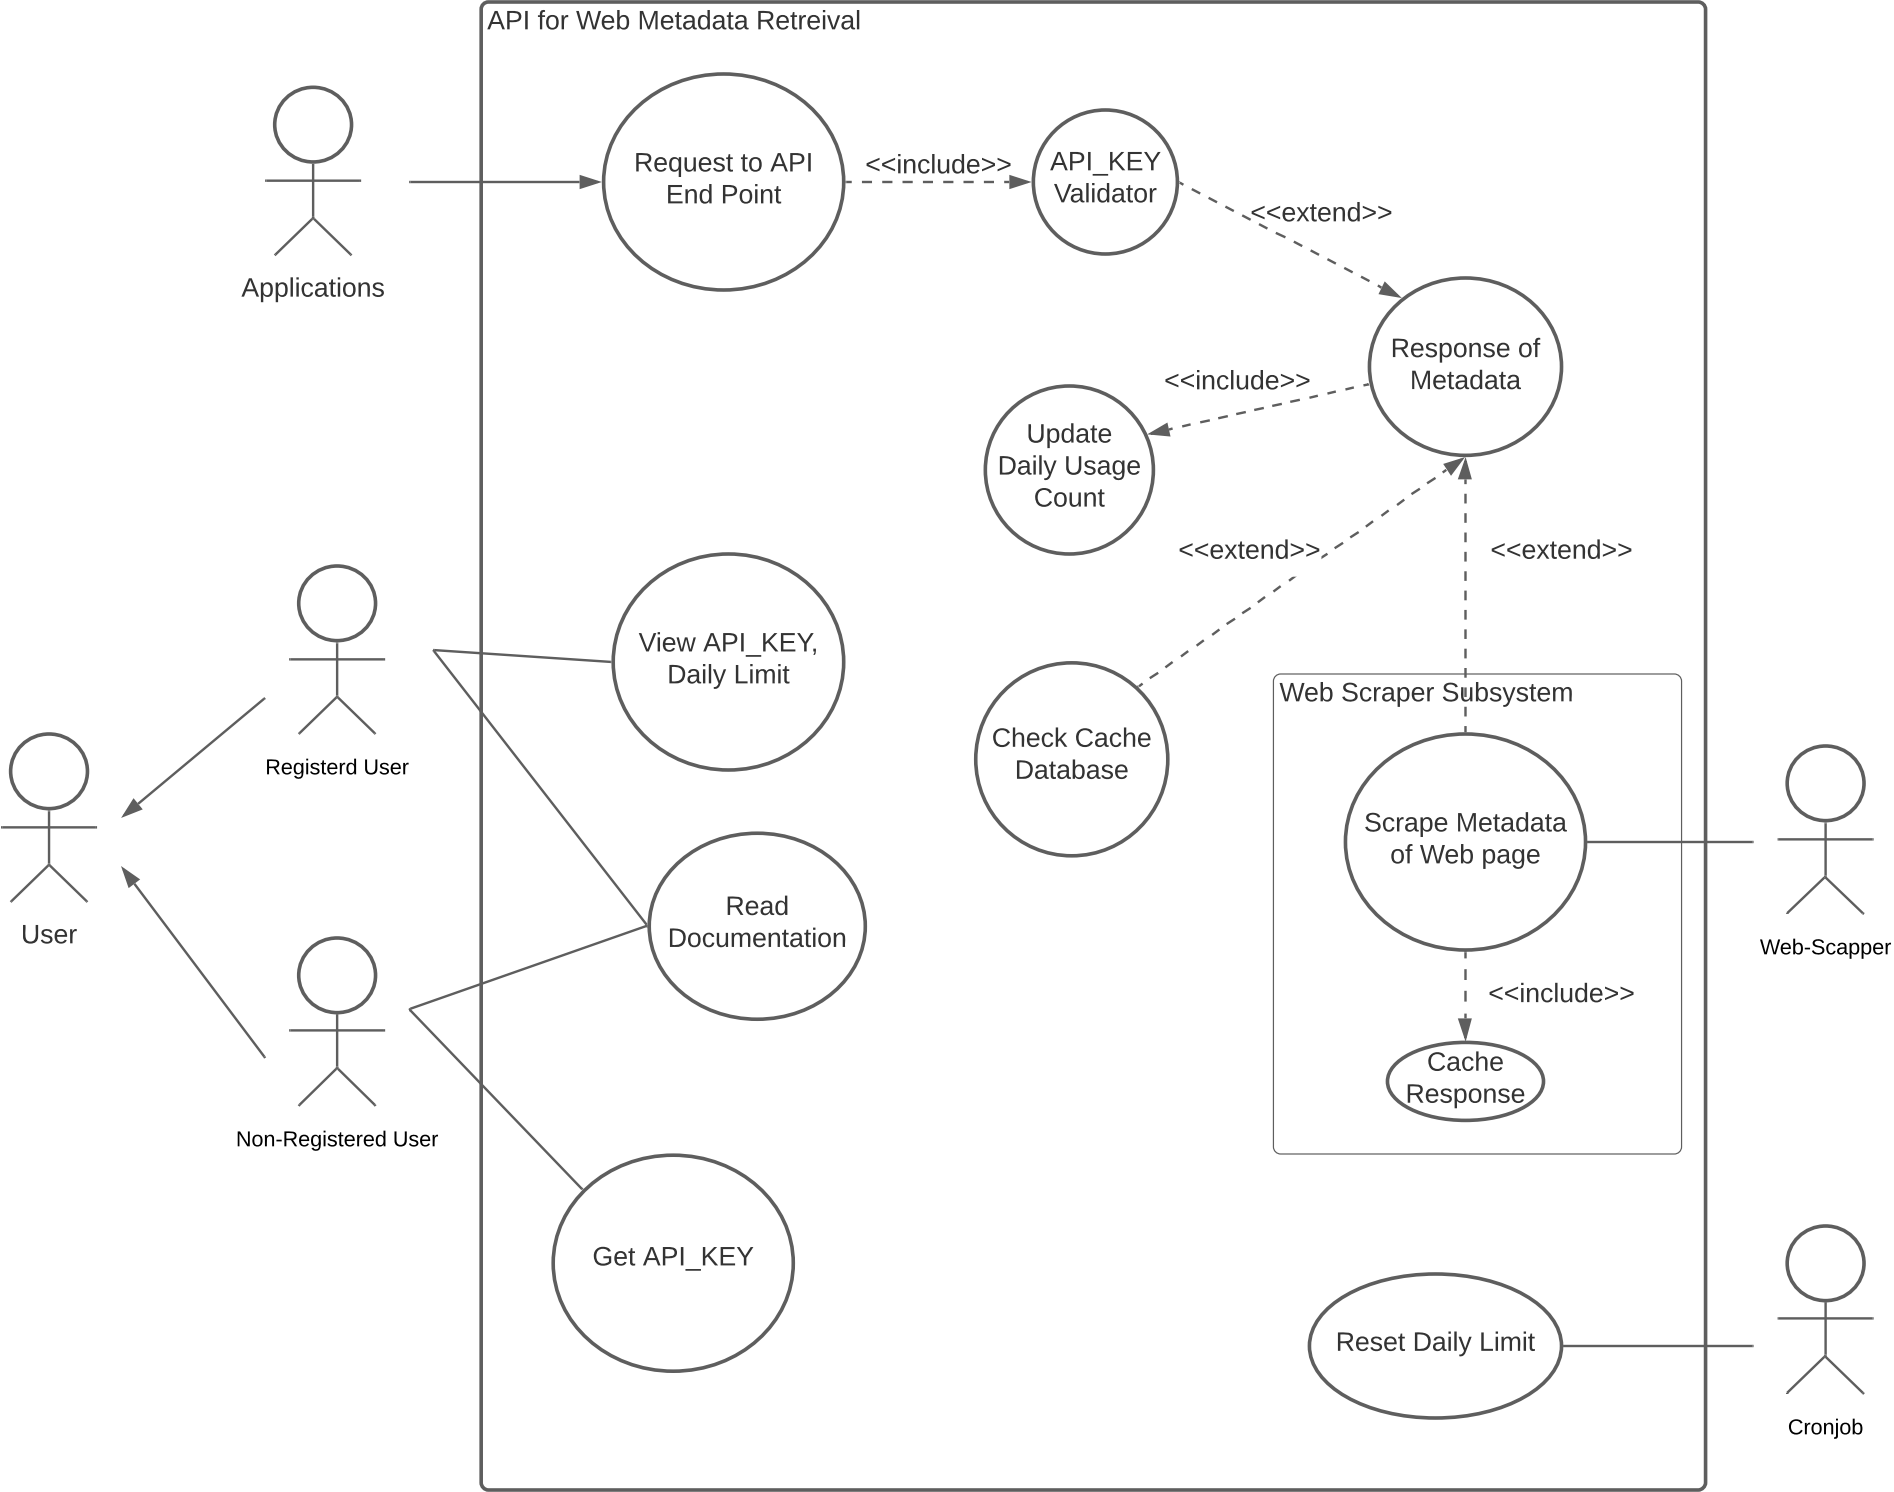 API for Web Metadata Retreival
Request to API
End Point
<<include>>
API_KEY
Validator
<<extend>>
Applications
Response of
Metadata
<<include>>
Update
Daily Usage
Count
<<extend>>
<<extend>>
View API_KEY,
Daily Limit
Registerd User
Web Scraper Subsystem
Check Cache
Database
Scrape Metadata
of Web page
User
Read
Documentation
Web-Scapper
<<include>>
Cache
Response
Non-Registered User
Get API_KEY
Reset Daily Limit
Cronjob